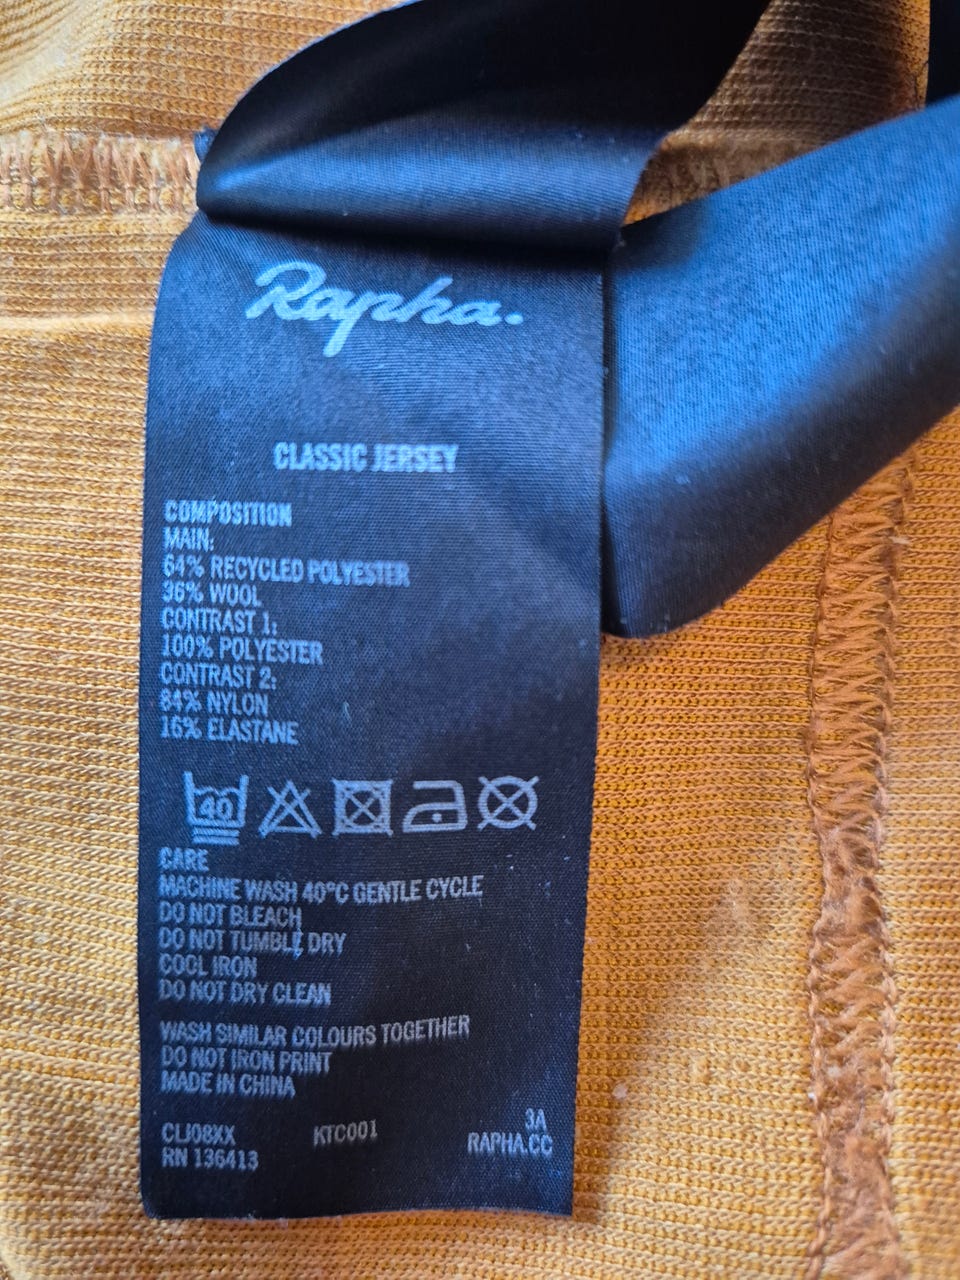 Rapha.
CLASSIC JERSEY
COMPOSITION
MAIN:
64% RECYCLED POLYESTER
36% WOOL
CONTRAST 1:
100% POLYESTER
CONTRAST 2:
84% NYLON
16% ELASTANE
40
CARE
MACHINE WASH 40°C GENTLE CYCLE
DO NOT BLEACH
DO NOT TUMBLE DRY
COOL IRON
DO NOT DRY CLEAN
WASH SIMILAR COLOURS TOGETHER
DO NOT IRON PRINT
MADE IN CHINA
3A
CLJ08XX KTC001 RAPHA.CC
RN 136413